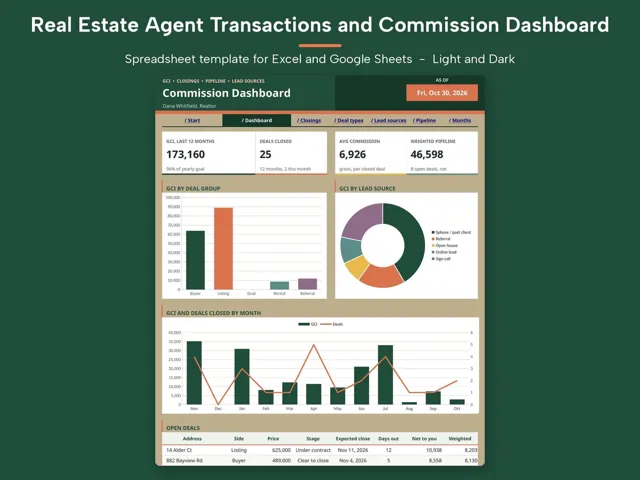 Real Estate Agent Transactions and Commission Dashboard
Spreadsheet template for Excel and Google Sheets - Light and Dark
GCI • CLOSINGS • PIPELINE • LEAD SOURCES
AS OF
Commission Dashboard
Fri, Oct 30, 2026
Dana Whitfield, Realtor
/ Start / Dashboard / Closings / Deal types / Lead sources / Pipeline / Months
GCI, LAST 12 MONTHS DEALS CLOSED AVG COMMISSION WEIGHTED PIPELINE
173,160 25 6,926 46,598
96% of yearly goal 12 months, 2 this month gross, per closed deal 8 open deals, net
GCI BY DEAL GROUP GCI BY LEAD SOURCE
100,000
90,000
80,000
70,000
60,000
50,000
40,000
30,000
20,000
10,000
0
Buyer Listing Dual Rental Referral
Sphere / past client
Referral
Open house
Online lead
Sign call
GCI AND DEALS CLOSED BY MONTH
GCI Deals
40,000 6
35,000
30,000 5
25,000 4
20,000 3
15,000 2
10,000
5,000 1
0 0
Nov Dec Jan Feb Mar Apr May Jun Jul Aug Sep Oct
OPEN DEALS
Address Side Price Stage Expected close Days out Net to you Weighted
14 Alder Ct Listing 625,000 Under contract Nov 11, 2026 12 10,938 8,203
882 Bayview Rd Buyer 489,000 Clear to close Nov 4, 2026 5 8,558 8,130